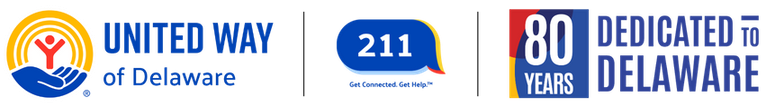 UNITED WAY
of Delaware
®
211
Get Connected. Get Help.™
80
YEARS
DEDICATED TO
DELAWARE